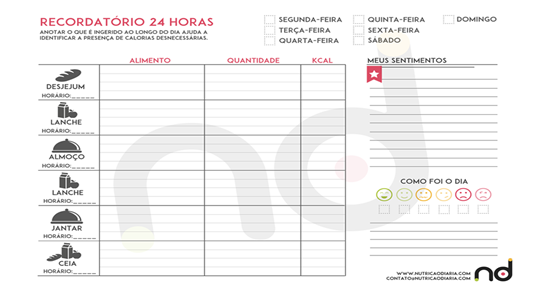 RECORDATÓRIO 24 HORAS
ANOTAR O QUE É INGERIDO AO LONGO DO DIA AJUDA A
IDENTIFICAR A PRESENÇA DE CALORIAS DESNECESSÁRIAS.
SEGUNDA-FEIRA QUINTA-FEIRA DOMINGO
TERÇA-FEIRA SEXTA-FEIRA
QUARTA-FEIRA SÁBADO
ALIMENTO QUANTIDADE KCAL
DESJEJUM
HORÁRIO:______
LANCHE
HORÁRIO:______
ALMOÇO
HORÁRIO:______
LANCHE
HORÁRIO:______
JANTAR
HORÁRIO:______
CEIA
HORÁRIO:______
MEUS SENTIMENTOS
COMO FOI O DIA
WWW.NUTRICAODIARIA.COM
CONTATO@NUTRICAODIARIA.COM
nd